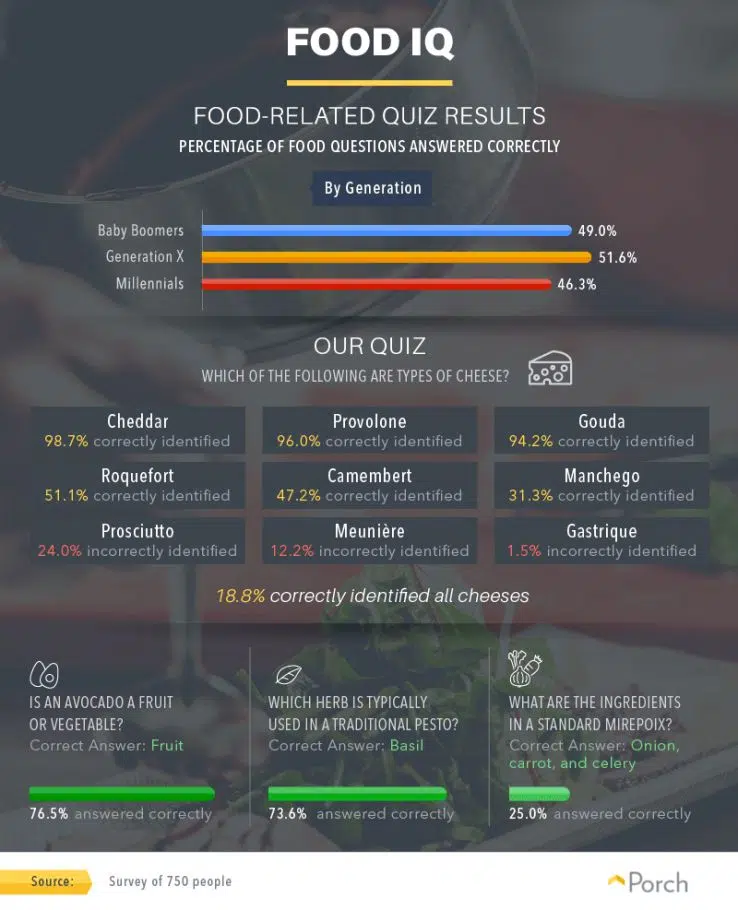 FOOD IQ
FOOD-RELATED QUIZ RESULTS
PERCENTAGE OF FOOD QUESTIONS ANSWERED CORRECTLY
By Generation
Baby Boomers 49.0%
Generation X 51.6%
Millennials 46.3%
OUR QUIZ
WHICH OF THE FOLLOWING ARE TYPES OF CHEESE?
Cheddar
98.7% correctly identified
Provolone
96.0% correctly identified
Gouda
94.2% correctly identified
Roquefort
51.1% correctly identified
Camembert
47.2% correctly identified
Manchego
31.3% correctly identified
Prosciutto
24.0% incorrectly identified
Meunière
12.2% incorrectly identified
Gastrique
1.5% incorrectly identified
18.8% correctly identified all cheeses
IS AN AVOCADO A FRUIT
OR VEGETABLE?
Correct Answer: Fruit
76.5% answered correctly
WHICH HERB IS TYPICALLY
USED IN A TRADITIONAL PESTO?
Correct Answer: Basil
73.6% answered correctly
WHAT ARE THE INGREDIENTS
IN A STANDARD MIREPOIX?
Correct Answer: Onion,
carrot, and celery
25.0% answered correctly
Source: Survey of 750 people
Porch